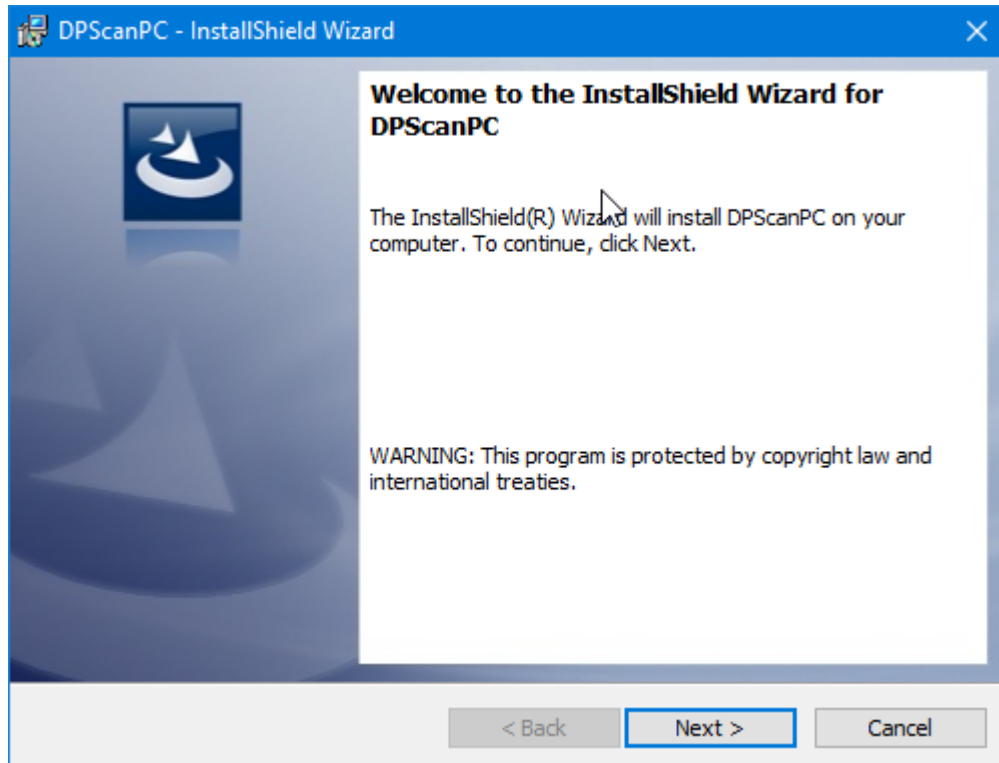 DPScanPC - InstallShield Wizard
Welcome to the InstallShield Wizard for
DPScanPC
The InstallShield(R) Wizard will install DPScanPC on your
computer. To continue, click Next.
WARNING: This program is protected by copyright law and
international treaties.
< Back
Next >
Cancel